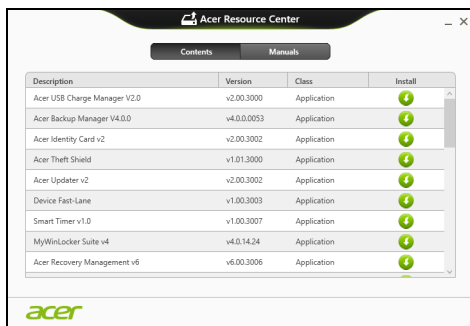 Acer Resource Center
Contents Manuals
Description Version Class Install
Acer USB Charge Manager V2.0 v2.00.3000 Application
Acer Backup Manager V4.0.0 v4.0.0.0053 Application
Acer Identity Card v2 v2.00.3002 Application
Acer Theft Shield v1.01.3000 Application
Acer Updater v2 v2.00.3002 Application
Device Fast-Lane v1.00.3003 Application
Smart Timer v1.0 v1.00.3007 Application
MyWinLocker Suite v4 v4.0.14.24 Application
Acer Recovery Management v6 v6.00.3006 Application
acer